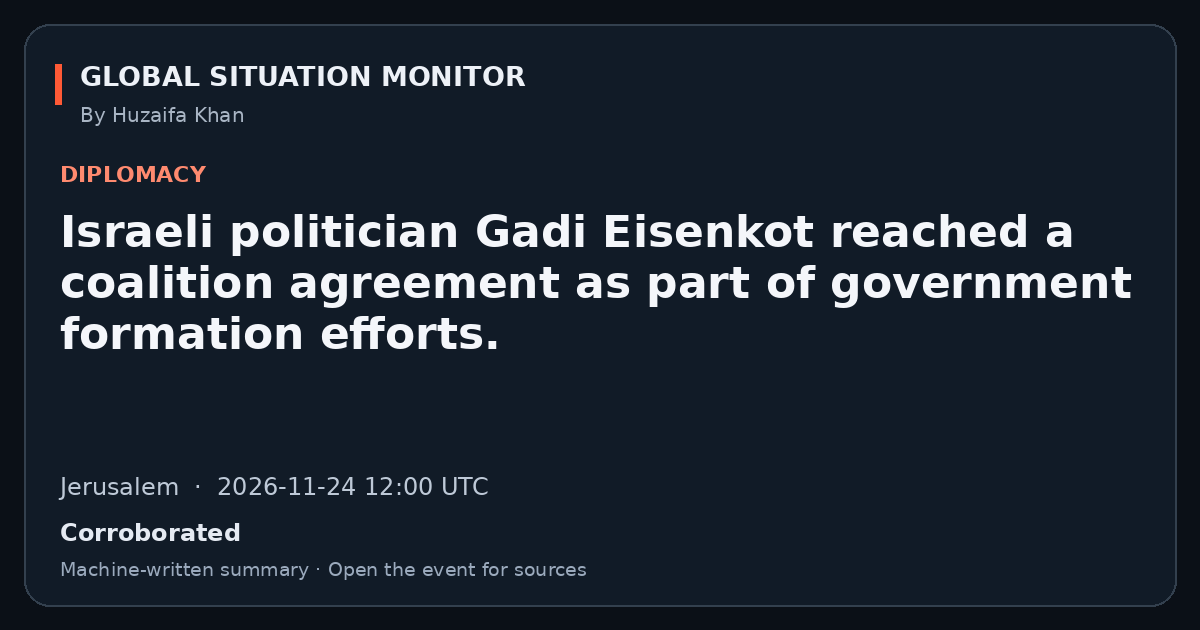 GLOBAL SITUATION MONITOR
By Huzaifa Khan
DIPLOMACY
Israeli politician Gadi Eisenkot reached a
coalition agreement as part of government
formation efforts.
Jerusalem · 2026-11-24 12:00 UTC
Corroborated
Machine-written summary · Open the event for sources